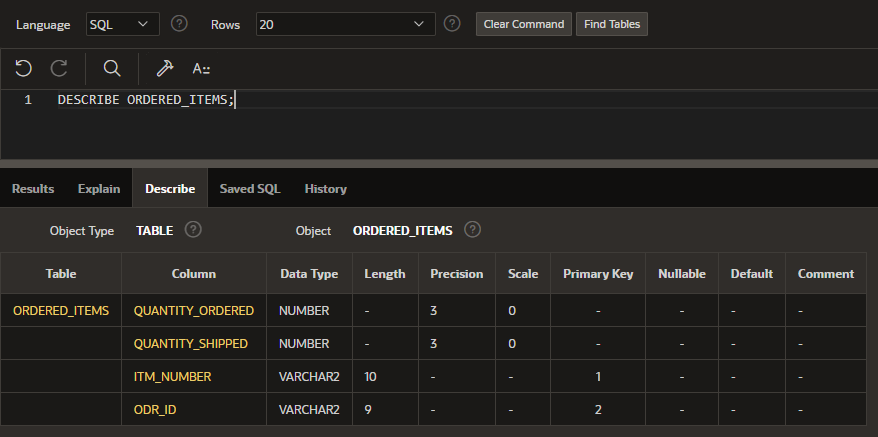 Language SQL ? Rows 20 ? Clear Command Find Tables
A::
1 DESCRIBE ORDERED_ITEMS;
Results Explain Describe Saved SQL History
Object Type TABLE ? Object ORDERED_ITEMS ?
Table Column Data Type Length Precision Scale Primary Key Nullable Default Comment
ORDERED_ITEMS QUANTITY_ORDERED NUMBER - 3 0 - - - -
QUANTITY_SHIPPED NUMBER - 3 0 - - - -
ITM_NUMBER VARCHAR2 10 - - 1 - - -
ODR_ID VARCHAR2 9 - - 2 - - -